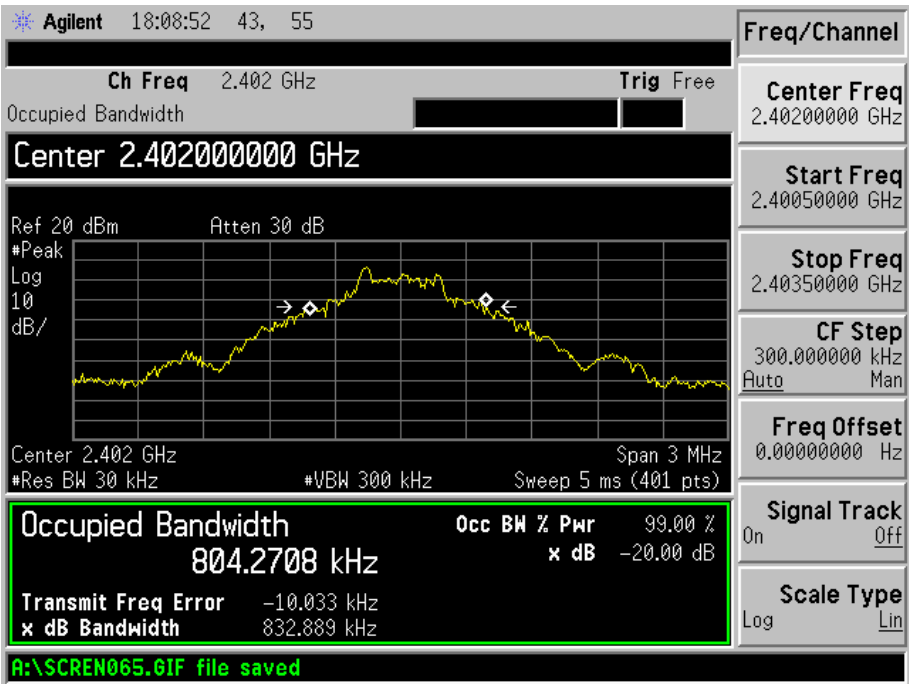 Agilent 18:08:52 43, 55
Ch Freq 2.402 GHz Trig Free
Occupied Bandwidth
Center 2.402000000 GHz
Ref 20 dBm Atten 30 dB
#Peak
Log
10
dB/
Center 2.402 GHz Span 3 MHz
#Res BW 30 kHz #VBW 300 kHz Sweep 5 ms (401 pts)
Occupied Bandwidth
804.2708 kHz
Occ BW % Pwr 99.00 %
x dB -20.00 dB
Transmit Freq Error -10.033 kHz
x dB Bandwidth 832.889 kHz
A:\SCREN065.GIF file saved
Freq/Channel
Center Freq
2.40200000 GHz
Start Freq
2.40050000 GHz
Stop Freq
2.40350000 GHz
CF Step
300.000000 kHz
Auto Man
Freq Offset
0.00000000 Hz
Signal Track
On Off
Scale Type
Log Lin